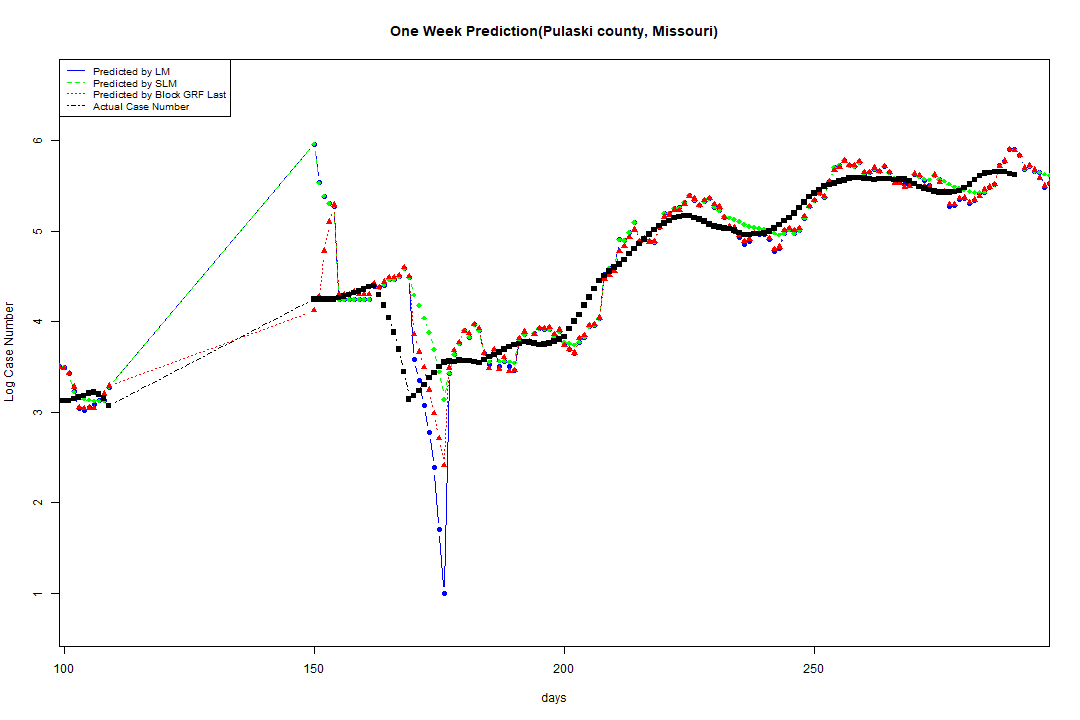 One Week Prediction(Pulaski county, Missouri)
Predicted by LM
Predicted by SLM
Predicted by Block GRF Last
Actual Case Number
Log Case Number
6
5
4
3
2
1
100
150
200
250
days